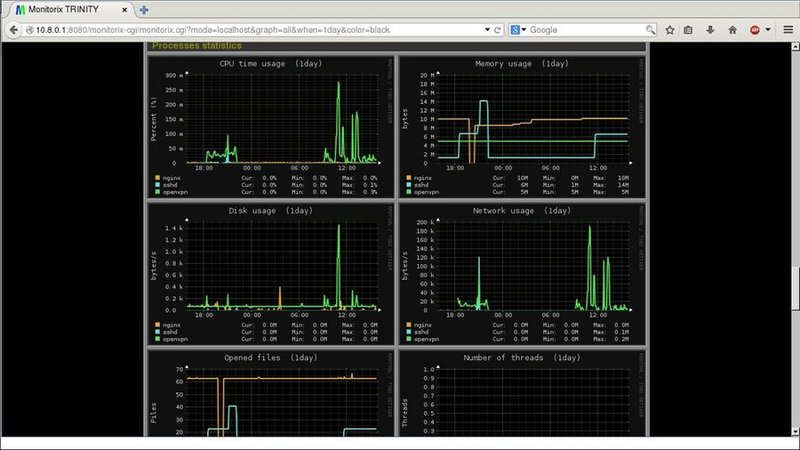 Monitorix TRINITY
10.8.0.1:8080/monitorix-cgi/monitorix.cgi?mode=localhost&graph=all&when=1day&color=black
Google
Processes statistics
CPU time usage (1day)
Percent (%)
300 m
250 m
200 m
150 m
100 m
50 m
0
18:00 00:00 06:00 12:00
nginx Cur: 0.0% Min: 0.0% Max: 0.0%
sshd Cur: 0.0% Min: 0.0% Max: 0.1%
openvpn Cur: 0.0% Min: 0.0% Max: 0.3%
Memory usage (1day)
bytes
20 M
18 M
16 M
14 M
12 M
10 M
8 M
6 M
4 M
2 M
0
18:00 00:00 06:00 12:00
nginx Cur: 10M Min: 0M Max: 10M
sshd Cur: 6M Min: 1M Max: 14M
openvpn Cur: 5M Min: 5M Max: 5M
Disk usage (1day)
bytes/s
1.4 k
1.2 k
1.0 k
0.8 k
0.6 k
0.4 k
0.2 k
0.0
18:00 00:00 06:00 12:00
nginx Cur: 0.0M Min: 0.0M Max: 0.0M
sshd Cur: 0.0M Min: 0.0M Max: 0.0M
openvpn Cur: 0.0M Min: 0.0M Max: 0.0M
Network usage (1day)
bytes/s
200 k
180 k
160 k
140 k
120 k
100 k
80 k
60 k
40 k
20 k
0
18:00 00:00 06:00 12:00
nginx Cur: 0.0M Min: 0.0M Max: 0.0M
sshd Cur: 0.0M Min: 0.0M Max: 0.1M
openvpn Cur: 0.0M Min: 0.0M Max: 0.2M
Opened files (1day)
Files
70
60
50
40
30
20
Number of threads (1day)
Threads
1.0
0.9
0.8
0.7
0.6
0.5
0.4
0.3